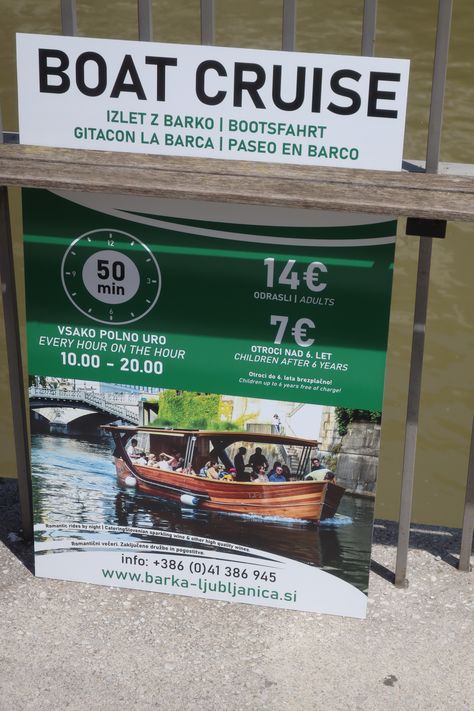 BOAT CRUISE
IZLET Z BARKO | BOOTSFAHRT
GITACON LA BARCA | PASEO EN BARCO
12
9
3
6
50
min
VSAKO POLNO URO
EVERY HOUR ON THE HOUR
10.00 - 20.00
14€
ODRASLI | ADULTS
7€
OTROCI NAD 6. LET
CHILDREN AFTER 6 YEARS
Otroci do 6. leta brezplačno!
Children up to 6 years free of charge!
Romantic rides by night | CateringSlovenian sparkling wine & other high quality wines.
Romantični večeri. Zaključene družbe in pogostitve.
info: +386 (0)41 386 945
www.barka-ljubljanica.si